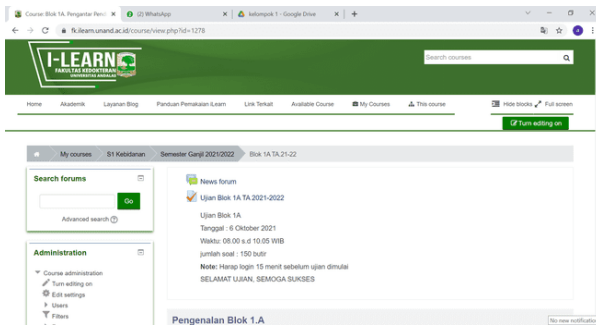 Course: Blok 1A. Pengantar Pend
(2) WhatsApp
kelompok 1 - Google Drive
fk.ilearn.unand.ac.id/course/view.php?id=1278
I-LEARN
FAKULTAS KEDOKTERAN
UNIVERSITAS ANDALAS
Search courses
Home Akademik Layanan Blog Panduan Pemakaian iLearn Link Terkait Available Course My Courses This course Hide blocks Full screen
Turn editing on
My courses S1 Kebidanan Semester Ganjil 2021/2022 Blok 1A TA.21-22
Search forums
Go
Advanced search
News forum
Ujian Blok 1A TA 2021-2022
Ujian Blok 1A
Tanggal : 6 Oktober 2021
Waktu: 08.00 s.d 10.05 WIB
jumlah soal : 150 butir
Note: Harap login 15 menit sebelum ujian dimulai
SELAMAT UJIAN, SEMOGA SUKSES
Administration
Course administration
Turn editing on
Edit settings
Users
Filters
Pengenalan Blok 1.A
No new notificatio